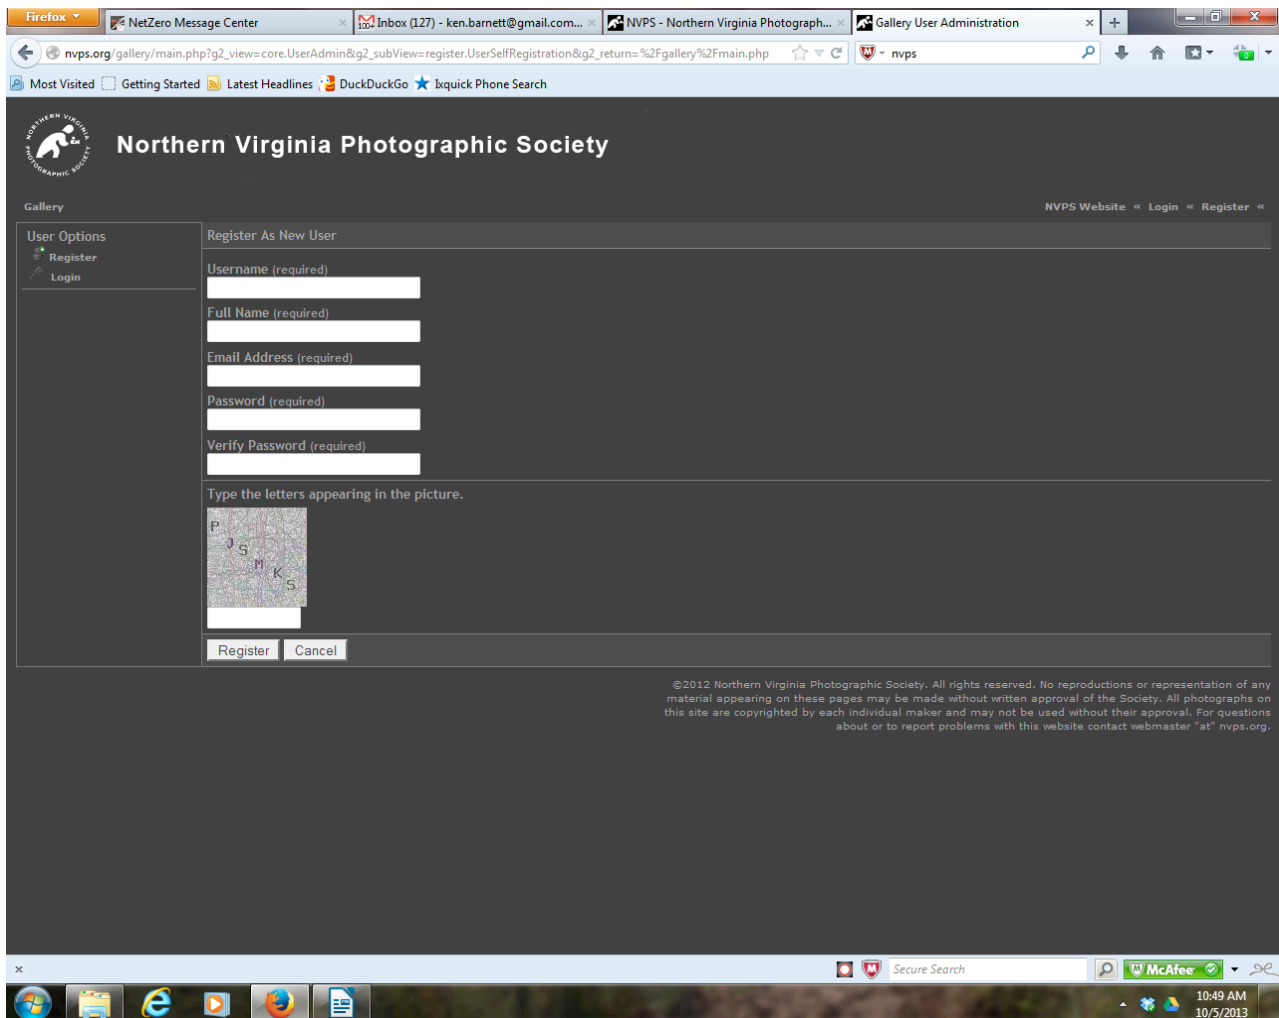 Firefox
NetZero Message Center
100+ Inbox (127) - ken.barnett@gmail.com...
NVPS - Northern Virginia Photograph...
Gallery User Administration
nvps.org/gallery/main.php?g2_view=core.UserAdmin&g2_subView=register.UserSelfRegistration&g2_return=%2Fgallery%2Fmain.php
nvps
Most Visited Getting Started Latest Headlines DuckDuckGo Ixquick Phone Search
NORTHERN VIRGINIA PHOTOGRAPHIC SOCIETY
Northern Virginia Photographic Society
Gallery
NVPS Website « Login « Register «
User Options
Register
Login
Register As New User
Username (required)
Full Name (required)
Email Address (required)
Password (required)
Verify Password (required)
Type the letters appearing in the picture.
P
J
S
M
K
S
Register Cancel
©2012 Northern Virginia Photographic Society. All rights reserved. No reproductions or representation of any
material appearing on these pages may be made without written approval of the Society. All photographs on
this site are copyrighted by each individual maker and may not be used without their approval. For questions
about or to report problems with this website contact webmaster "at" nvps.org.
Secure Search
McAfee
10:49 AM
10/5/2013